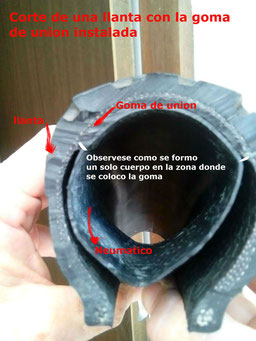 Corte de una llanta con la goma
de union instalada
Goma de union
llanta
Observese como se formo
un solo cuerpo en la zona donde
se coloco la goma
Neumatico